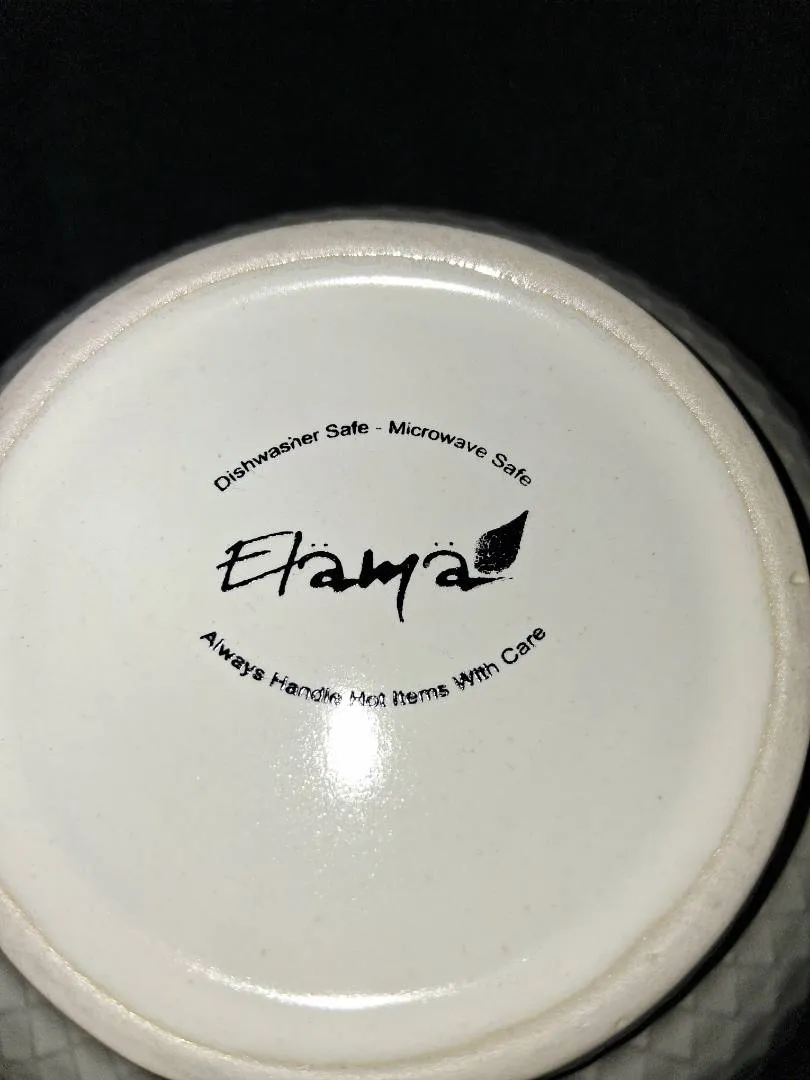 Dishwasher Safe - Microwave Safe
Elämä
Always Handle Hot Items With Care